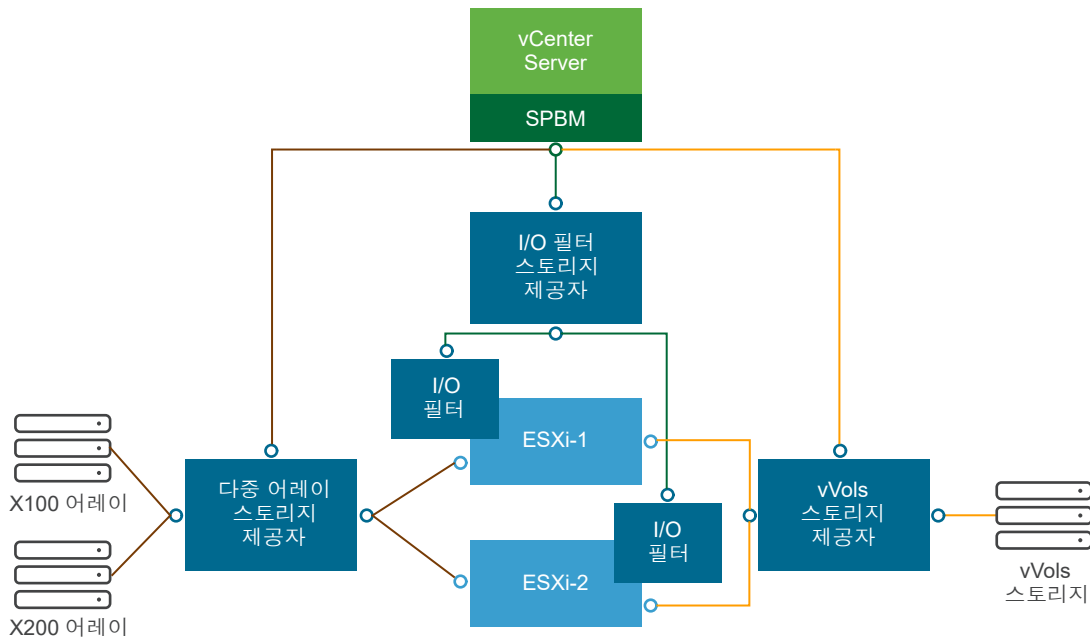 vCenter
Server
SPBM
I/O 필터
스토리지
제공자
I/O
필터
ESXi-1
X100 어레이
다중 어레이
스토리지
제공자
vVols
스토리지
제공자
I/O
필터
ESXi-2
X200 어레이
vVols
스토리지